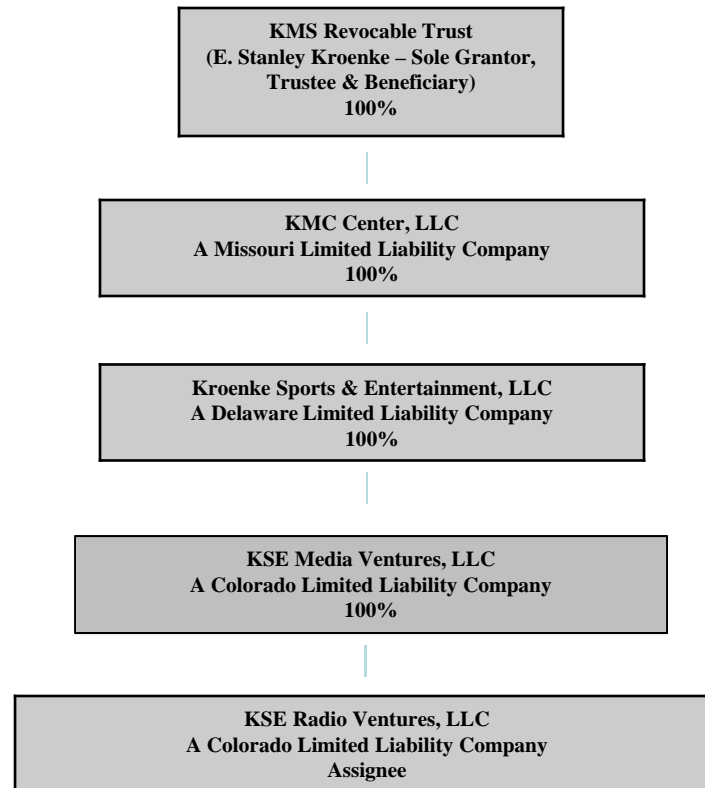 KMS Revocable Trust
(E. Stanley Kroenke – Sole Grantor,
Trustee & Beneficiary)
100%
KMC Center, LLC
A Missouri Limited Liability Company
100%
Kroenke Sports & Entertainment, LLC
A Delaware Limited Liability Company
100%
KSE Media Ventures, LLC
A Colorado Limited Liability Company
100%
KSE Radio Ventures, LLC
A Colorado Limited Liability Company
Assignee